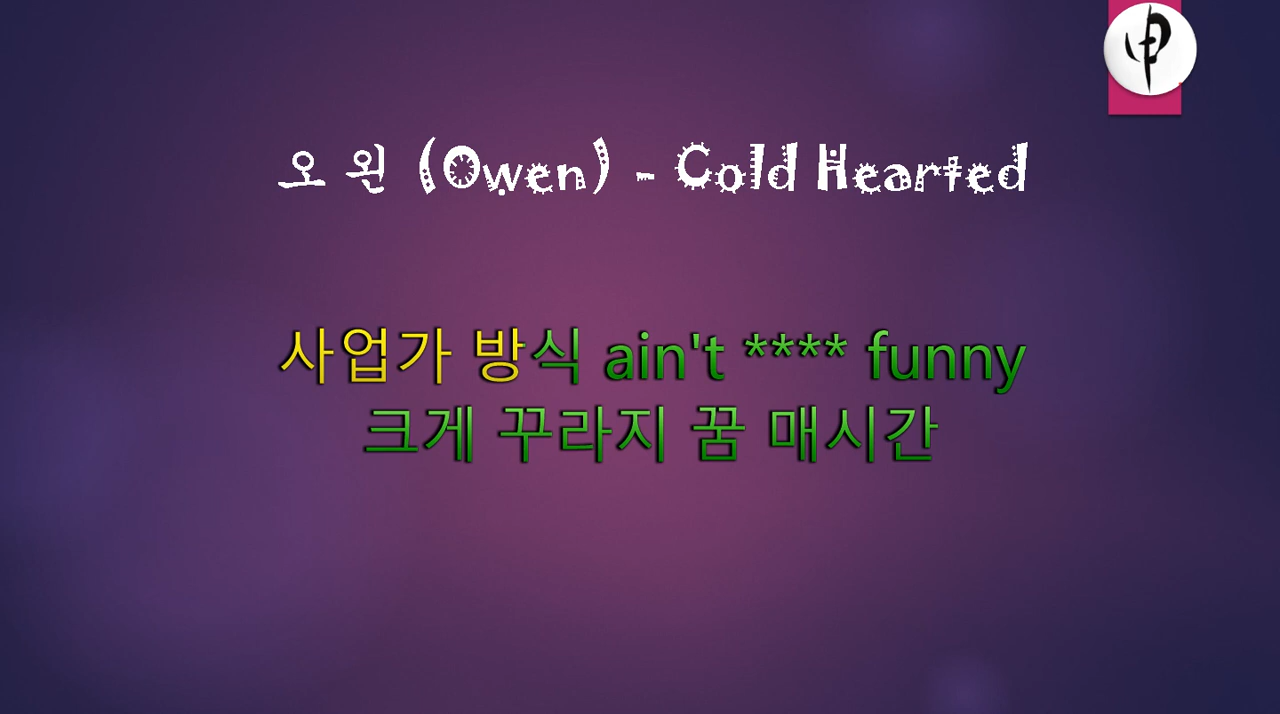 오왼 (Owen) - Cold Hearted
사업가 방식 ain't **** funny
크게 꾸라지 꿈 매시간